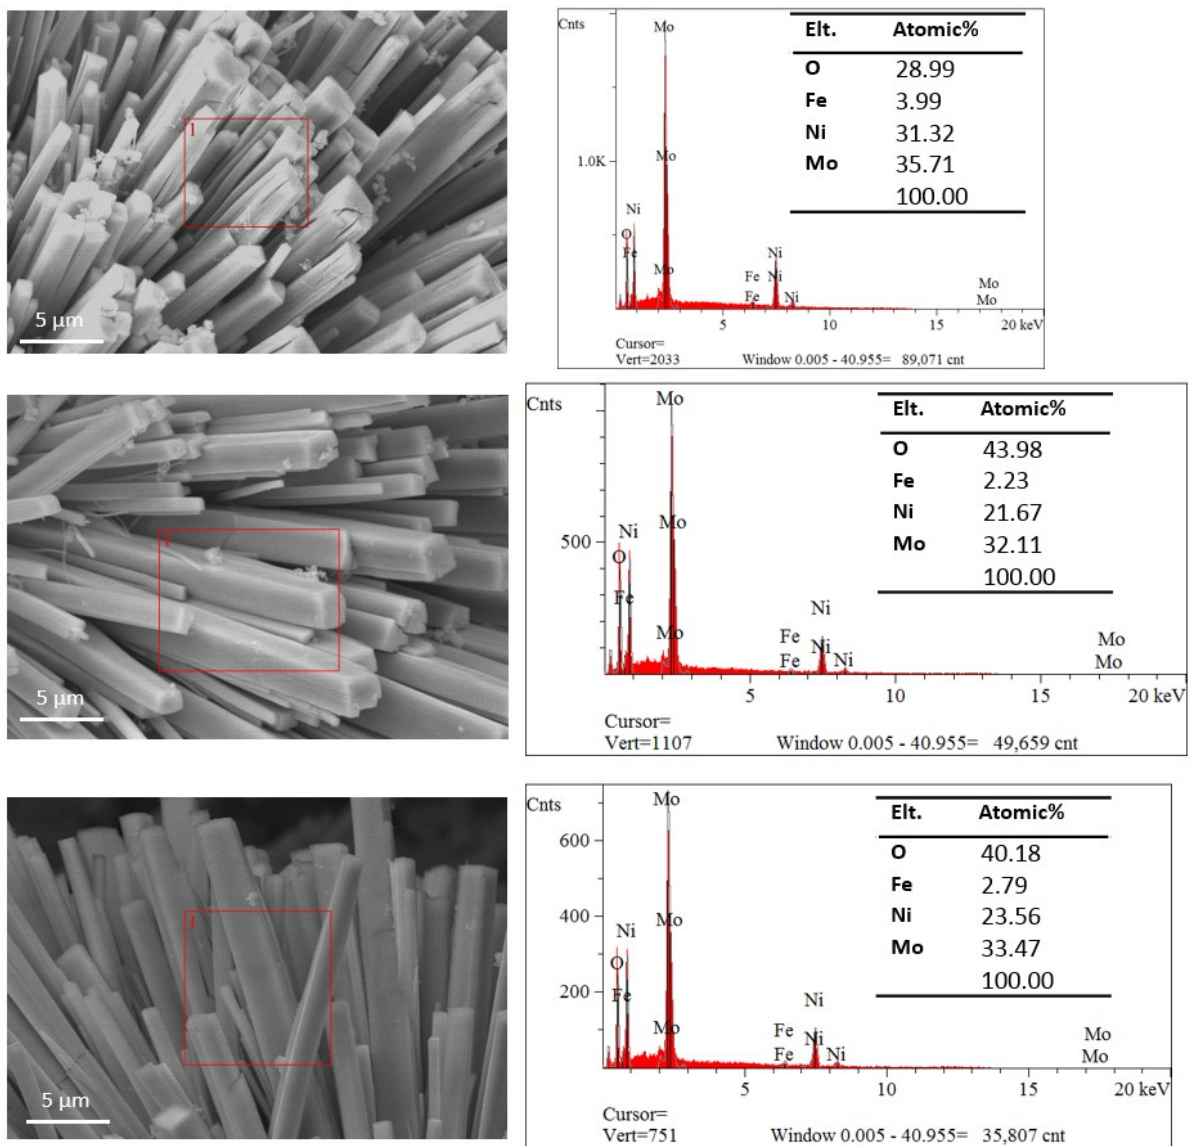 1
5 µm
Cnts
Mo
1.0K
Mo
Ni
O
Fe
Mo
Fe
Fe
Ni
Ni
Ni
Mo
Mo
5 10 15 20 keV
Cursor=
Vert=2033 Window 0.005 - 40.955= 89,071 cnt
Elt. Atomic%
O 28.99
Fe 3.99
Ni 31.32
Mo 35.71
100.00
1
5 µm
Cnts
Mo
500
Mo
Ni
O
Fe
Mo
Fe
Fe
Ni
Ni
Ni
Mo
Mo
5 10 15 20 keV
Cursor=
Vert=1107 Window 0.005 - 40.955= 49,659 cnt
Elt. Atomic%
O 43.98
Fe 2.23
Ni 21.67
Mo 32.11
100.00
1
5 µm
Cnts
Mo
600
400
200
Mo
Ni
O
Fe
Mo
Fe
Fe
Ni
Ni
Ni
Mo
Mo
5 10 15 20 keV
Cursor=
Vert=751 Window 0.005 - 40.955= 35,807 cnt
Elt. Atomic%
O 40.18
Fe 2.79
Ni 23.56
Mo 33.47
100.00